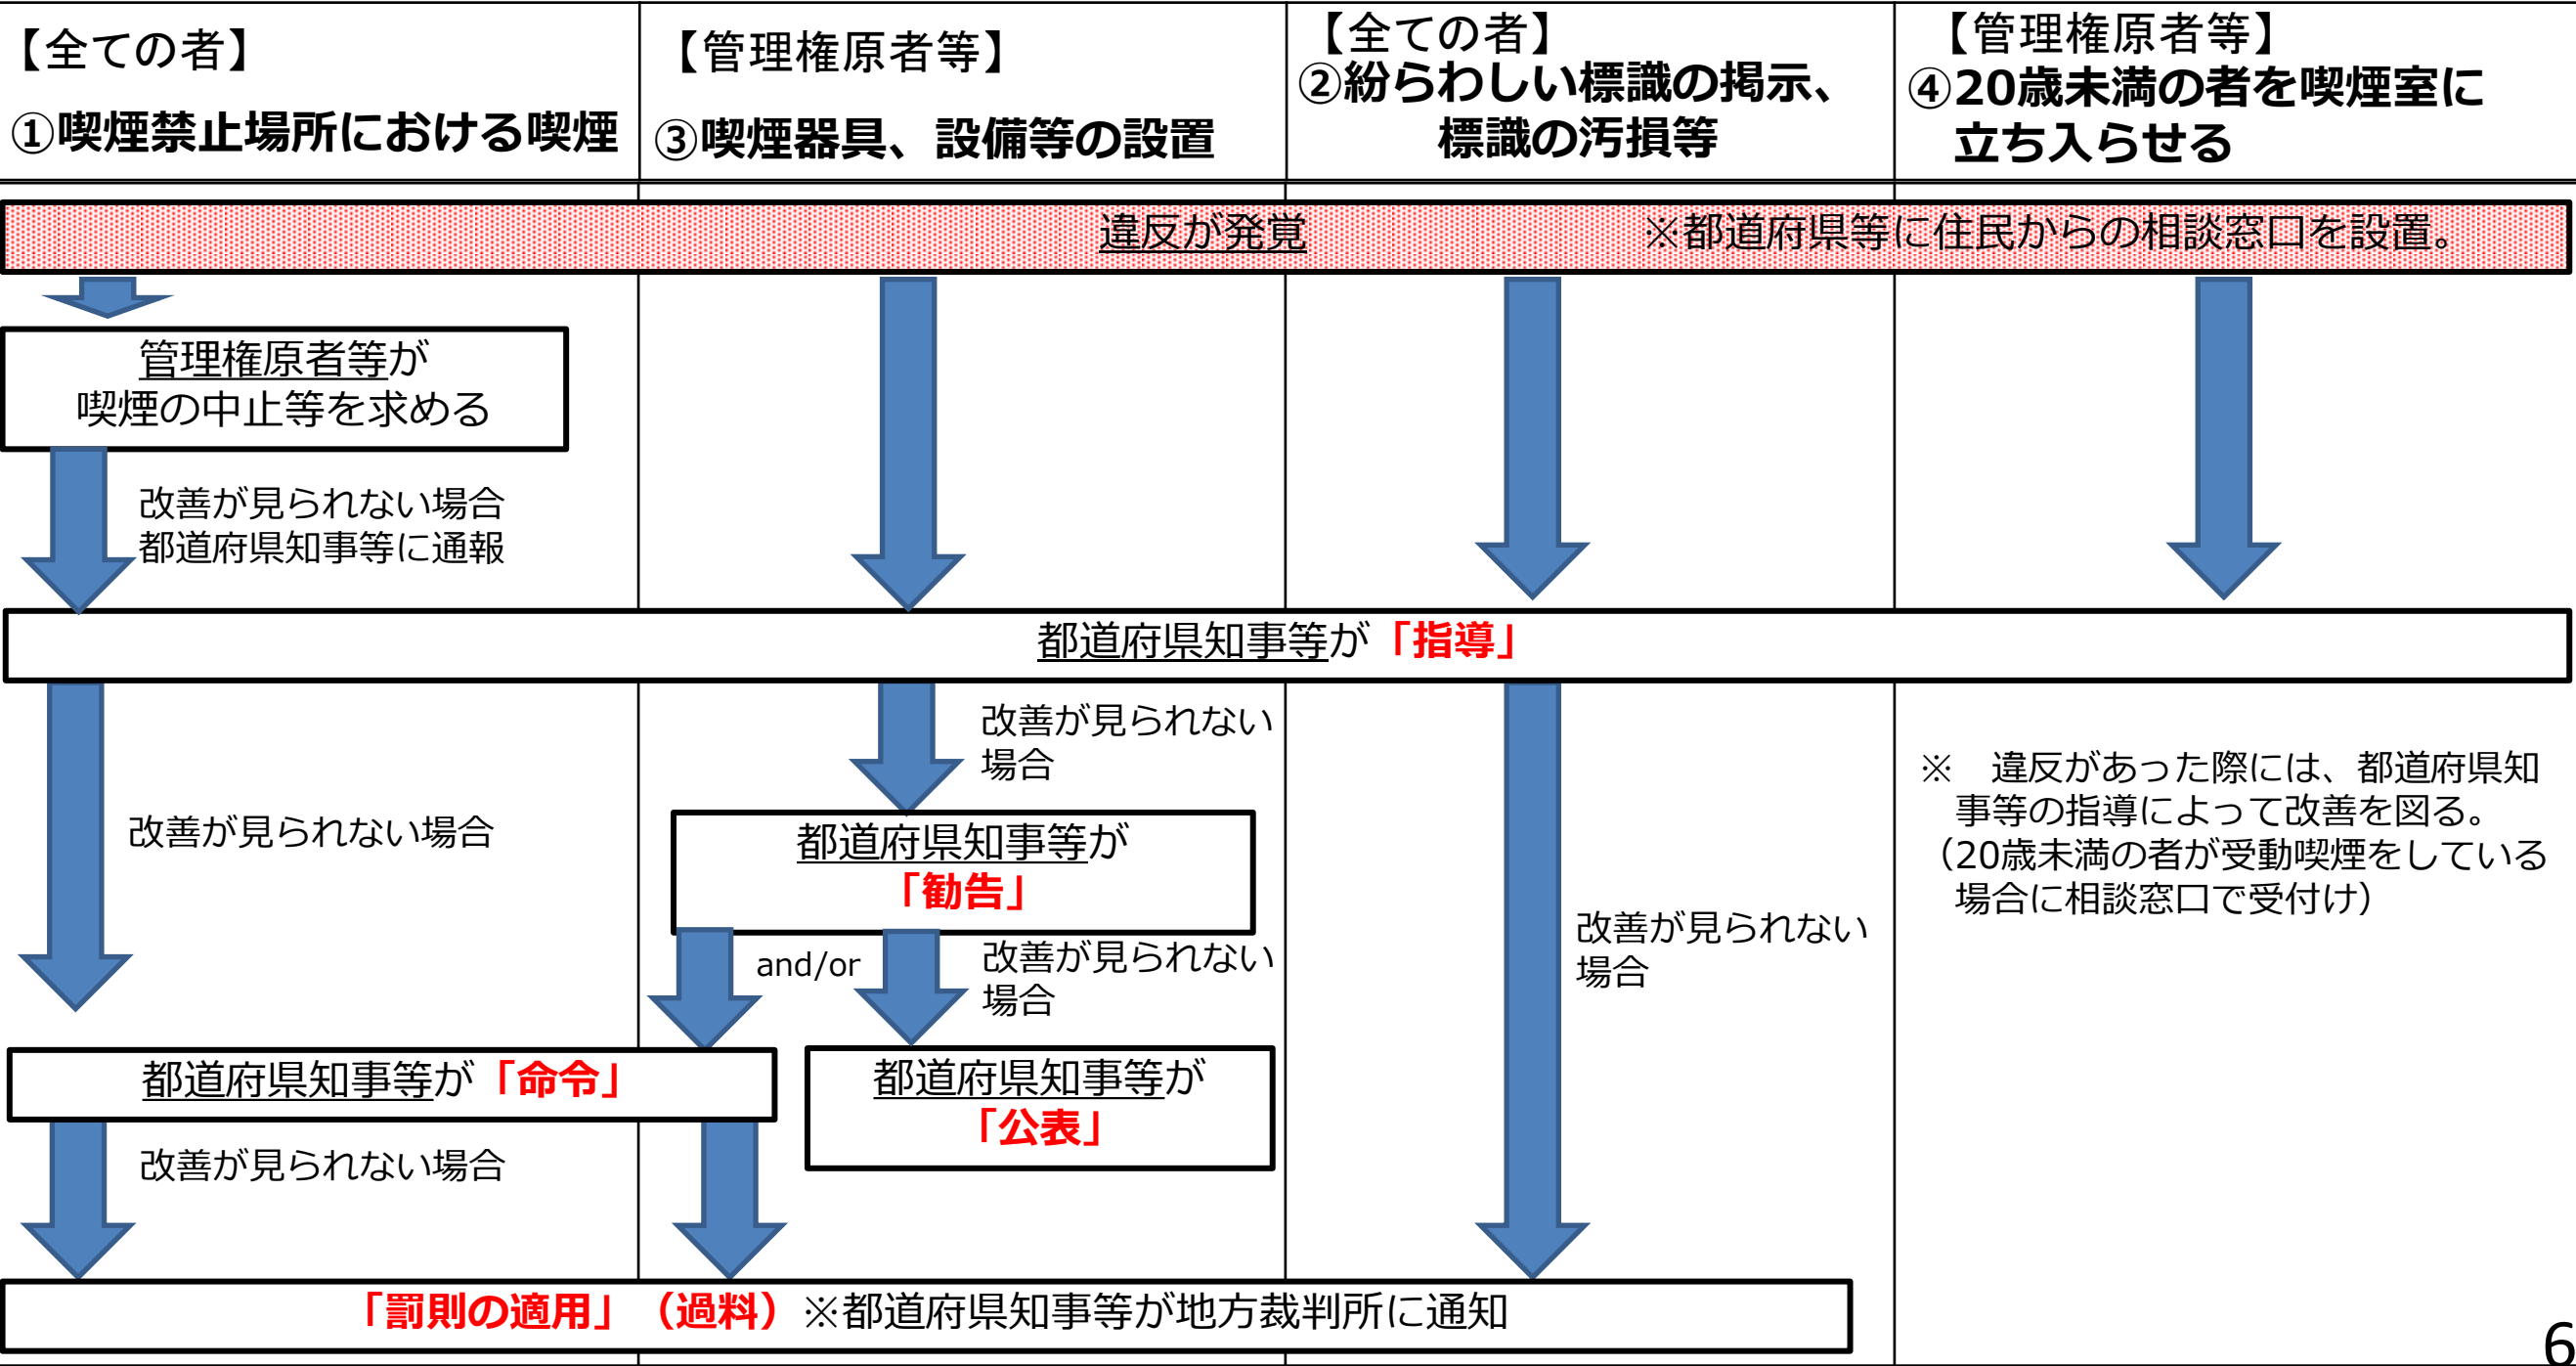 【全ての者】
①喫煙禁止場所における喫煙
【管理権原者等】
③喫煙器具、設備等の設置
【全ての者】
②紛らわしい標識の掲示、
標識の汚損等
【管理権原者等】
④20歳未満の者を喫煙室に
立ち入らせる
違反が発覚 ※都道府県等に住民からの相談窓口を設置。
管理権原者等が
喫煙の中止等を求める
改善が見られない場合
都道府県知事等に通報
都道府県知事等が「指導」
改善が見られない場合
改善が見られない
場合
都道府県知事等が
「勧告」
and/or
改善が見られない
場合
都道府県知事等が「命令」
都道府県知事等が
「公表」
改善が見られない場合
改善が見られない
場合
※　違反があった際には、都道府県知
事等の指導によって改善を図る。
（20歳未満の者が受動喫煙をしている
場合に相談窓口で受付け）
「罰則の適用」（過料）※都道府県知事等が地方裁判所に通知
6